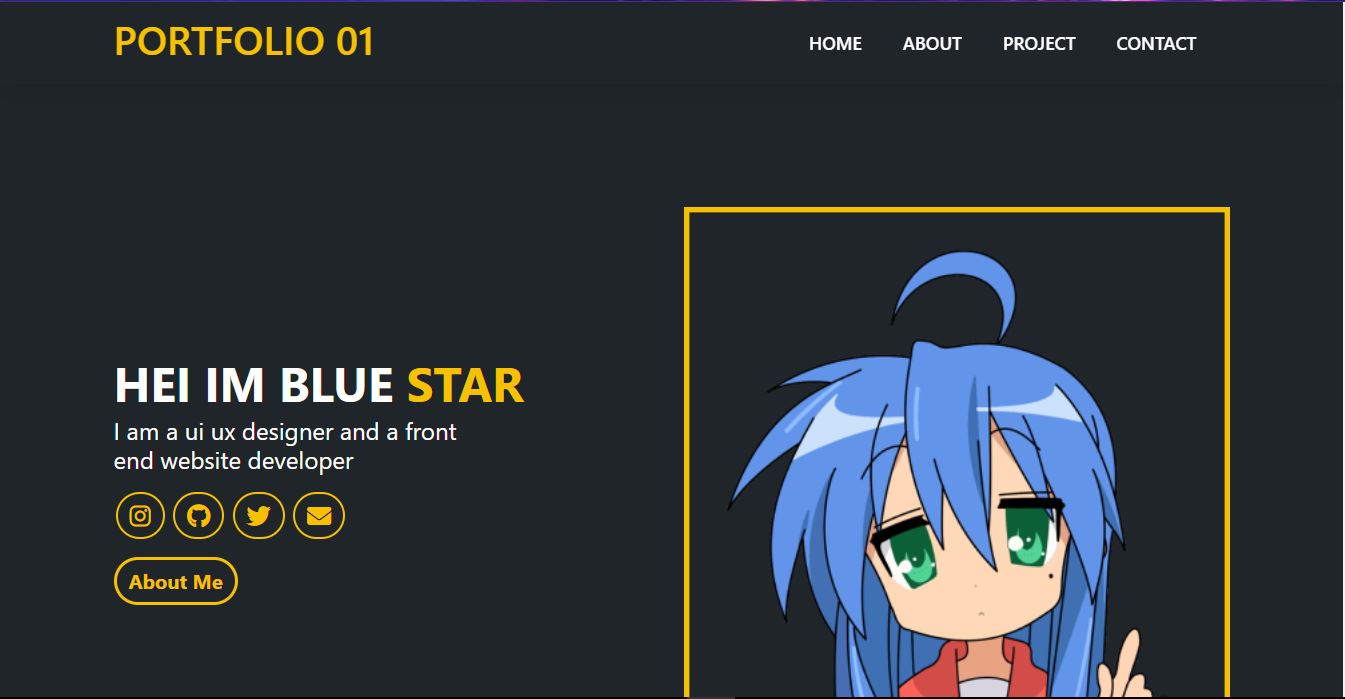 PORTFOLIO 01
HOME ABOUT PROJECT CONTACT
HEI IM BLUE STAR
I am a ui ux designer and a front
end website developer
About Me